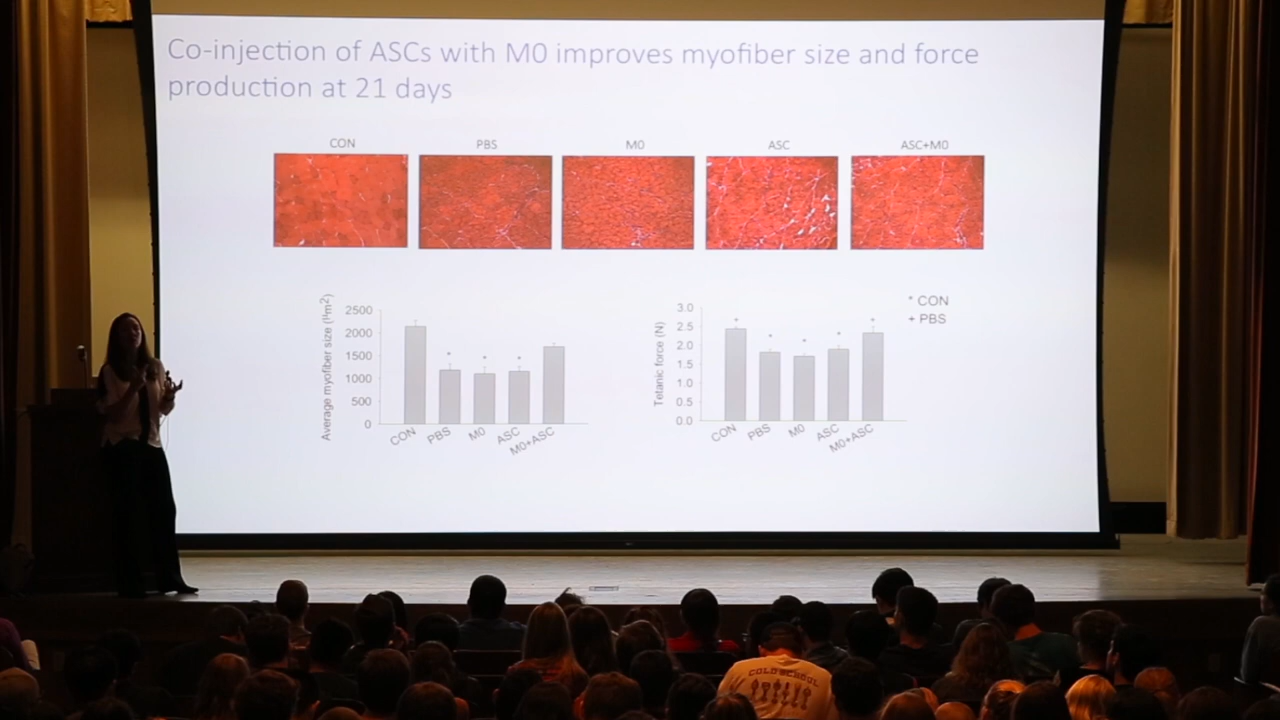 Co-injection of ASCs with M0 improves myofiber size and force
production at 21 days
CON PBS M0 ASC ASC+M0
Average myofiber size (µm2)
2500
2000
1500
1000
500
0
* * *
CON PBS M0 ASC M0+ASC
Tetanic force (N)
3.0
2.5
2.0
1.5
1.0
0.5
0.0
* CON
+ PBS
CON PBS M0 ASC M0+ASC
COLD SCHOOL